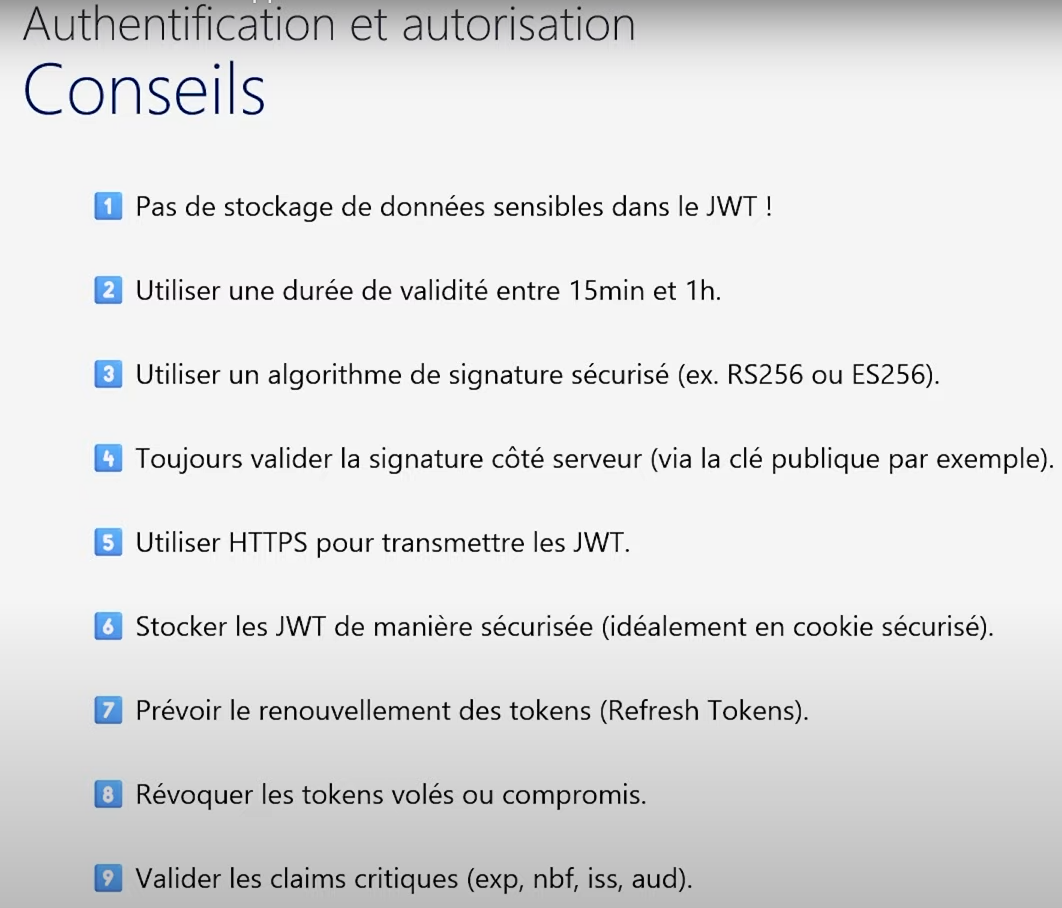 Authentification et autorisation
Conseils
1 Pas de stockage de données sensibles dans le JWT !
2 Utiliser une durée de validité entre 15min et 1h.
3 Utiliser un algorithme de signature sécurisé (ex. RS256 ou ES256).
4 Toujours valider la signature côté serveur (via la clé publique par exemple).
5 Utiliser HTTPS pour transmettre les JWT.
6 Stocker les JWT de manière sécurisée (idéalement en cookie sécurisé).
7 Prévoir le renouvellement des tokens (Refresh Tokens).
8 Révoquer les tokens volés ou compromis.
9 Valider les claims critiques (exp, nbf, iss, aud).